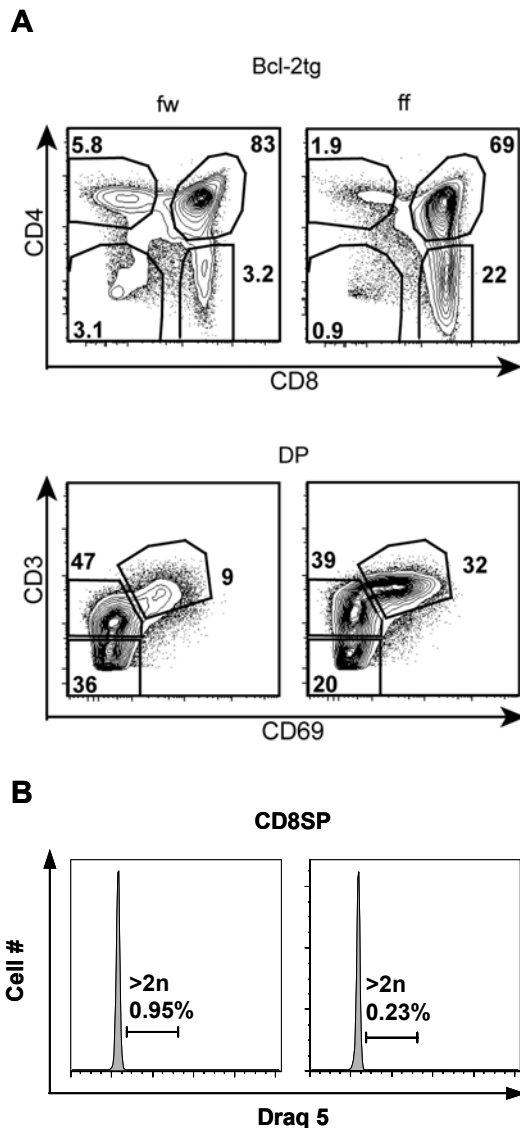 A
Bcl-2tg
fw
ff
5.8
83
1.9
69
CD4
3.2
22
3.1
0.9
CD8
DP
CD3
47
9
39
32
36
20
CD69
B
CD8SP
Cell #
>2n
0.95%
>2n
0.23%
Draq 5